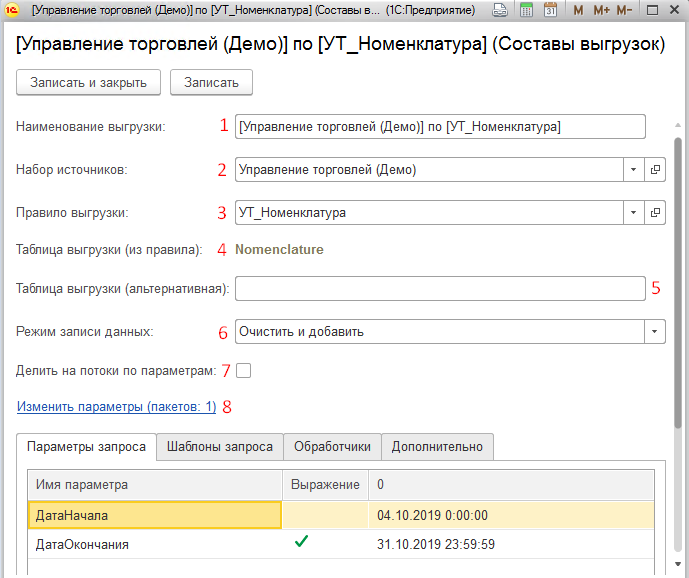 [Управление торговлей (Демо)] по [УТ_Номенклатура] (Составы в... (1С:Предприятие) M M+ M-
[Управление торговлей (Демо)] по [УТ_Номенклатура] (Составы выгрузок)
Записать и закрыть Записать
Наименование выгрузки: 1 [Управление торговлей (Демо)] по [УТ_Номенклатура]
Набор источников: 2 Управление торговлей (Демо)
Правило выгрузки: 3 УТ_Номенклатура
Таблица выгрузки (из правила): 4 Nomenclature
Таблица выгрузки (альтернативная): 5
Режим записи данных: 6 Очистить и добавить
Делить на потоки по параметрам: 7
Изменить параметры (пакетов: 1) 8
Параметры запроса Шаблоны запроса Обработчики Дополнительно
Имя параметра Выражение 0
ДатаНачала 04.10.2019 0:00:00
ДатаОкончания 31.10.2019 23:59:59